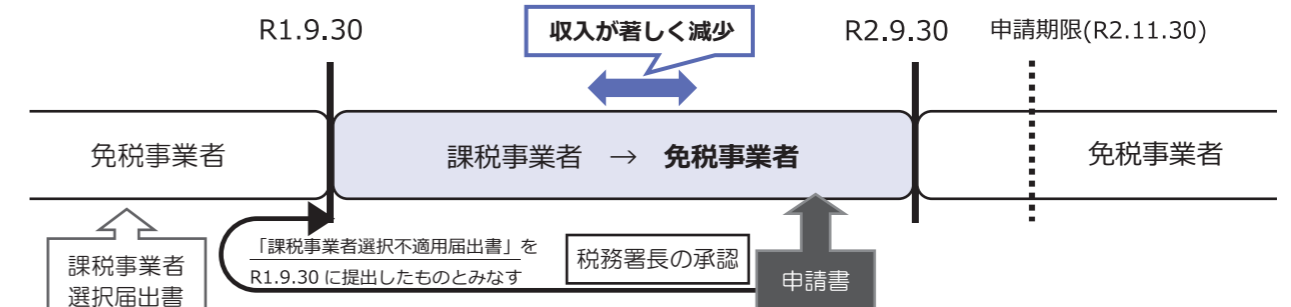 R1.9.30
収入が著しく減少
R2.9.30
申請期限(R2.11.30)
免税事業者
課税事業者 → 免税事業者
免税事業者
課税事業者
選択届出書
「課税事業者選択不適用届出書」を
R1.9.30 に提出したものとみなす
税務署長の承認
申請書